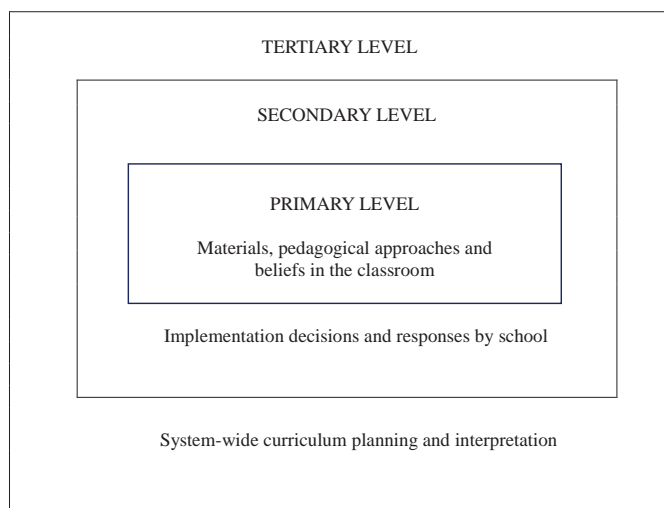 TERTIARY LEVEL
SECONDARY LEVEL
PRIMARY LEVEL
Materials, pedagogical approaches and
beliefs in the classroom
Implementation decisions and responses by school
System-wide curriculum planning and interpretation